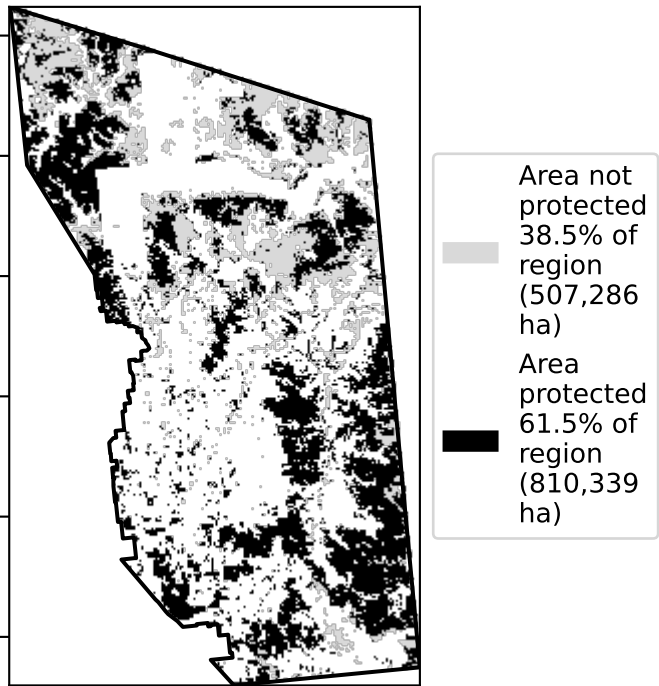 Area not
protected
38.5% of
region
(507,286
ha)
Area
protected
61.5% of
region
(810,339
ha)